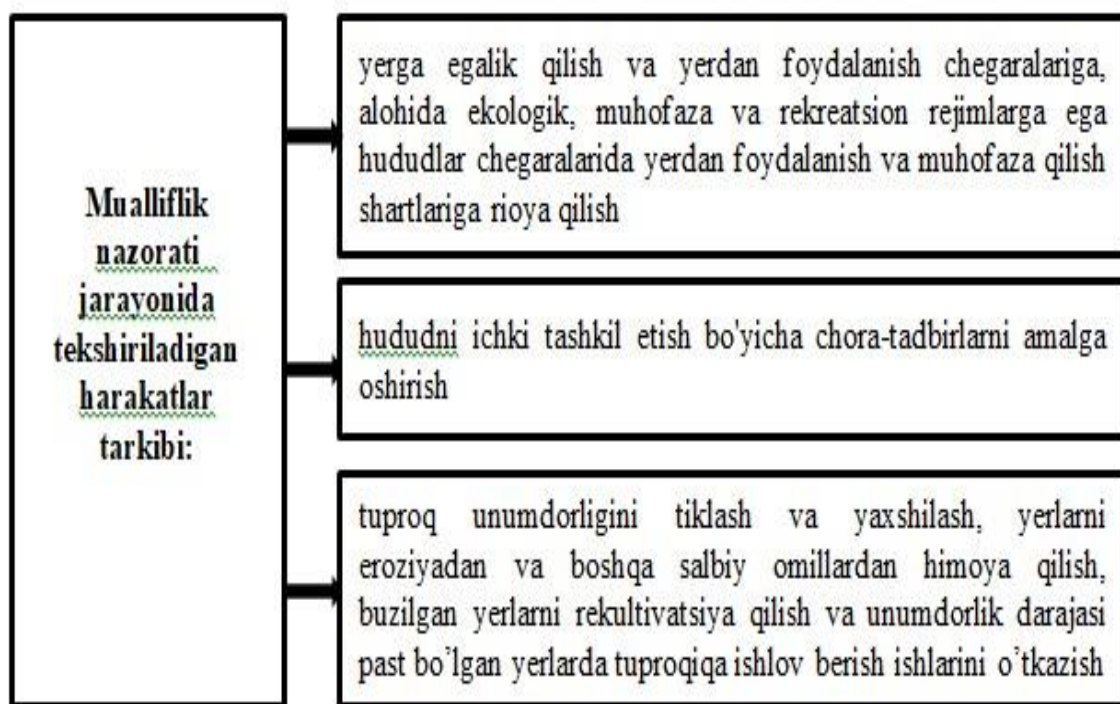 Mualliflik
nazorati
jarayonida
tekshiriladigan
harakatlar
tarkibi:
yerga egalik qilish va yerdan foydalanish chegaralariga,
alohida ekologik, muhofaza va rekreatsion rejimlarga ega
hududlar chegaralarida yerdan foydalanish va muhofaza qilish
shartlariga rioya qilish
hududni ichki tashkil etish bo'yicha chora-tadbirlarni amalga
oshirish
tuproq unumdorligini tiklash va yaxshilash, yerlarni
eroziyadan va boshqa salbiy omillardan himoya qilish,
buzilgan yerlarni rekultivatsiya qilish va unumdorlik darajasi
past bo’lgan yerlarda tuproqiqa ishlov berish ishlarini o’tkazish